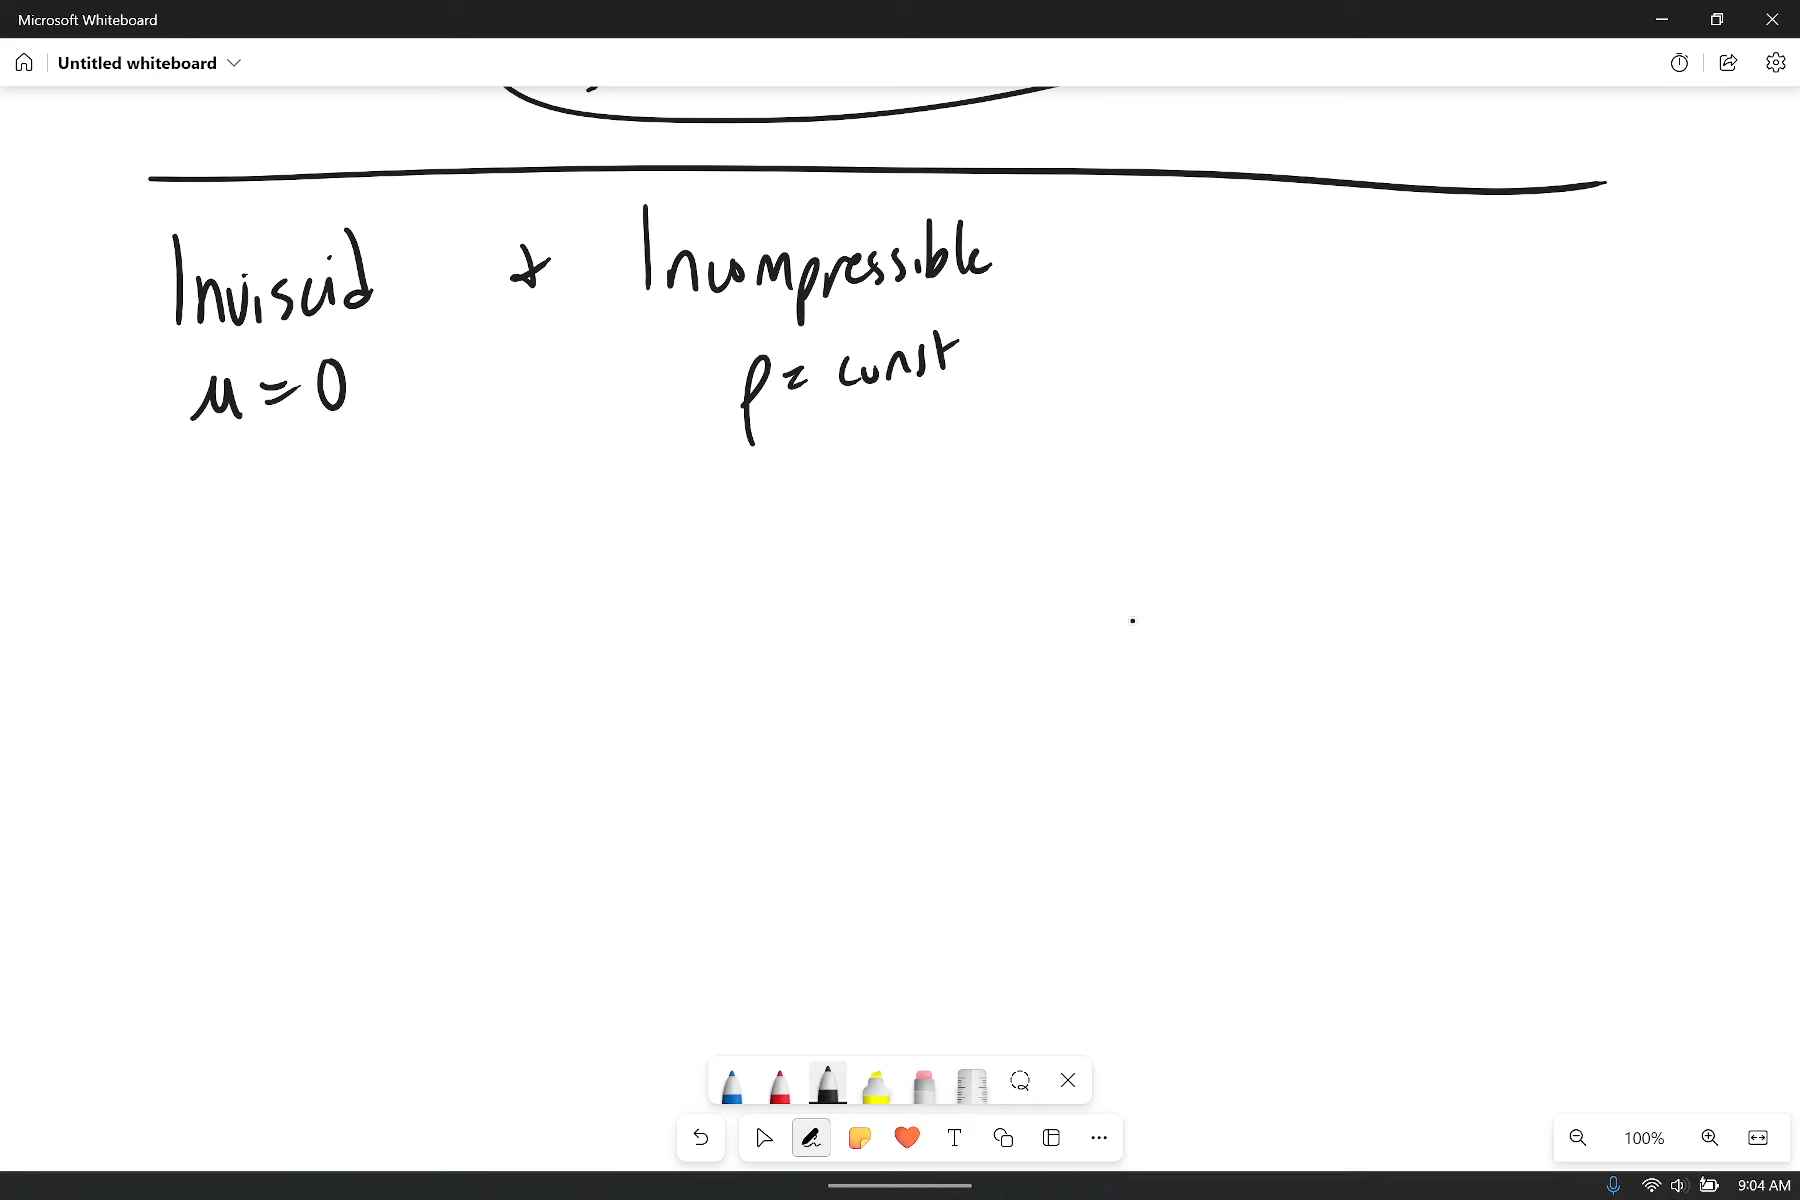 Microsoft Whiteboard
Untitled whiteboard
Inviscid + Incompressible
μ = 0 ρ = const
T
100%
9:04 AM